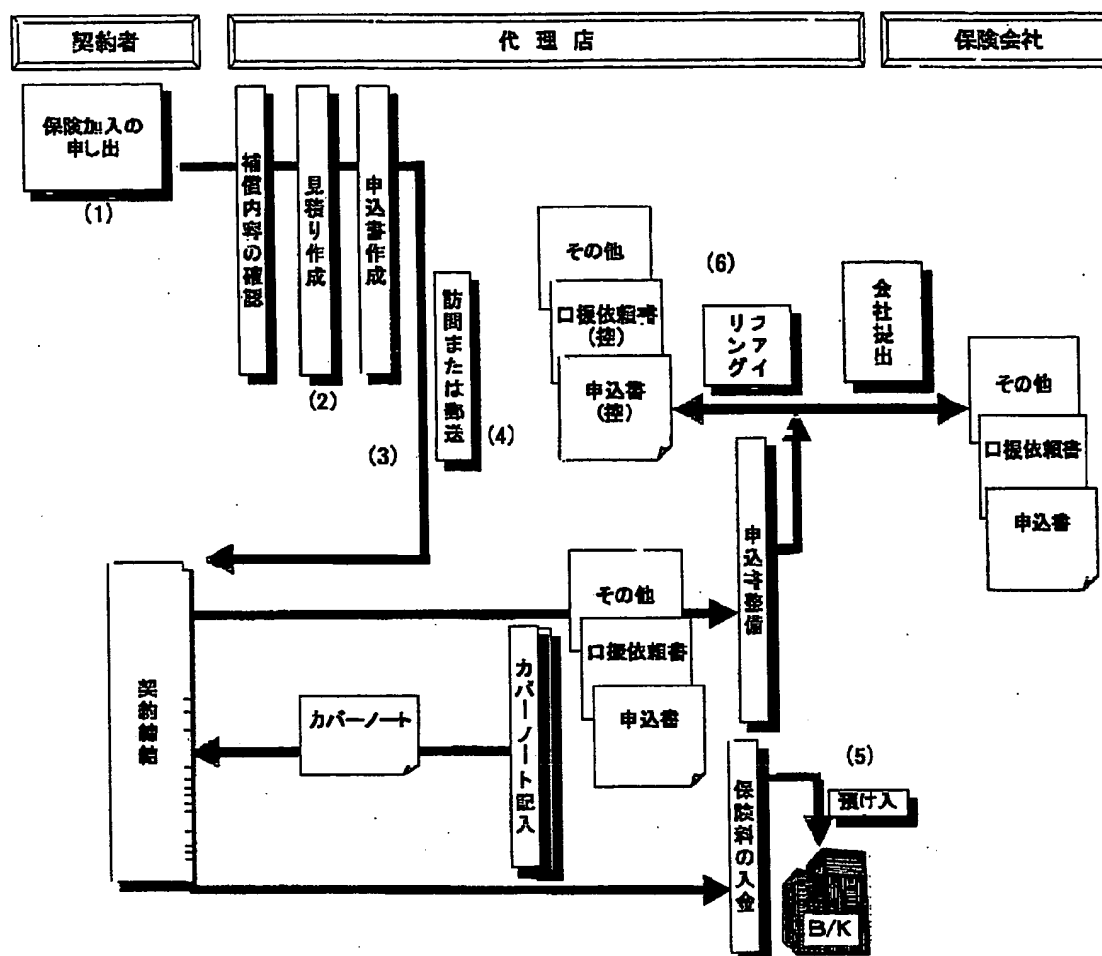 契約者
代理店
保険会社
保険加入の
申し出
(1)
補償内容の確認
見積り作成
(2)
申込書作成
(3)
訪問または郵送
(4)
その他
口振依頼書
(控)
申込書
(控)
(6)
ファイ
リング
会社提出
その他
口振依頼書
申込書
契約締結
その他
口振依頼書
申込書
申込書整備
カバーノート
カバーノート記入
保険料の入金
(5)
預け入
B/K